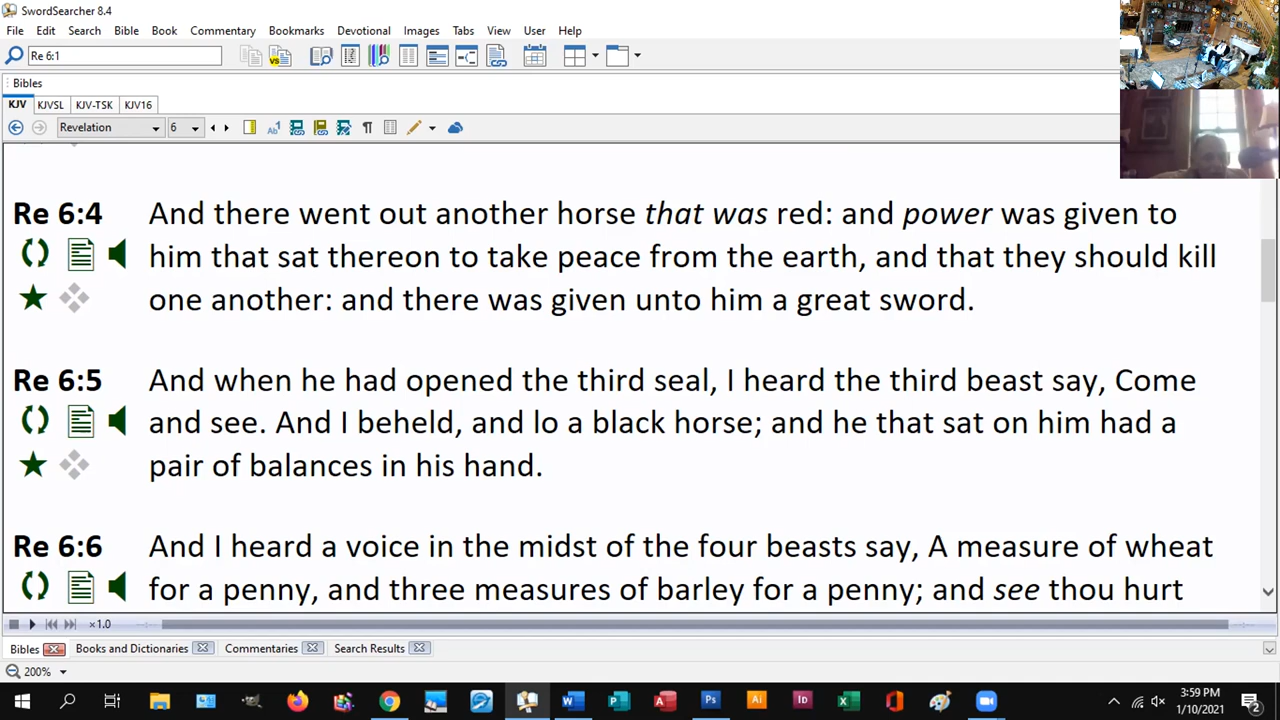 SwordSearcher 8.4
File Edit Search Bible Book Commentary Bookmarks Devotional Images Tabs View User Help
Re 6:1
Bibles
KJV KJVSL KJV-TSK KJV16
Revelation 6
Re 6:4 And there went out another horse that was red: and power was given to
him that sat thereon to take peace from the earth, and that they should kill
one another: and there was given unto him a great sword.
Re 6:5 And when he had opened the third seal, I heard the third beast say, Come
and see. And I beheld, and lo a black horse; and he that sat on him had a
pair of balances in his hand.
Re 6:6 And I heard a voice in the midst of the four beasts say, A measure of wheat
for a penny, and three measures of barley for a penny; and see thou hurt
×1.0
Bibles Books and Dictionaries Commentaries Search Results
200%
3:59 PM
1/10/2021